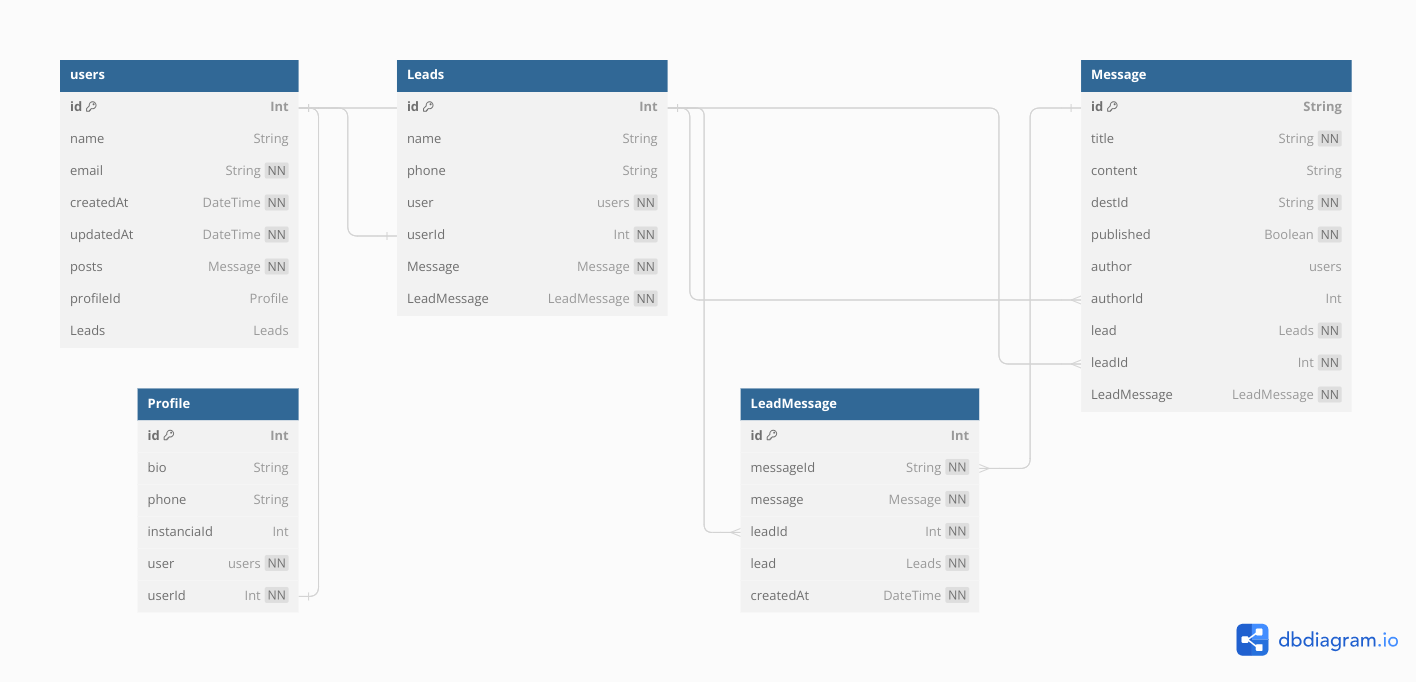 users
id Int
name String
email String NN
createdAt DateTime NN
updatedAt DateTime NN
posts Message NN
profileId Profile
Leads Leads
Leads
id Int
name String
phone String
user users NN
userId Int NN
Message Message NN
LeadMessage LeadMessage NN
Message
id String
title String NN
content String
destId String NN
published Boolean NN
author users
authorId Int
lead Leads NN
leadId Int NN
LeadMessage LeadMessage NN
Profile
id Int
bio String
phone String
instanciaId Int
user users NN
userId Int NN
LeadMessage
id Int
messageId String NN
message Message NN
leadId Int NN
lead Leads NN
createdAt DateTime NN
dbdiagram.io